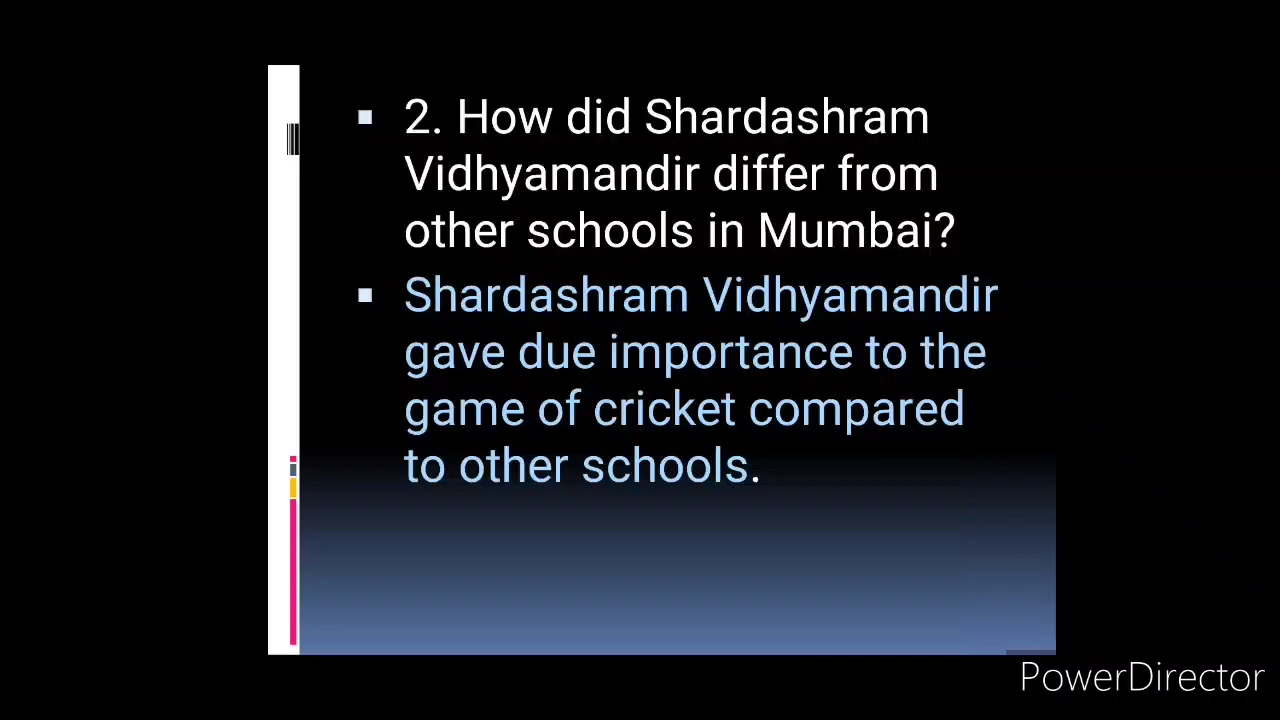 ▪ 2. How did Shardashram
Vidhyamandir differ from
other schools in Mumbai?
▪ Shardashram Vidhyamandir
gave due importance to the
game of cricket compared
to other schools.
PowerDirector